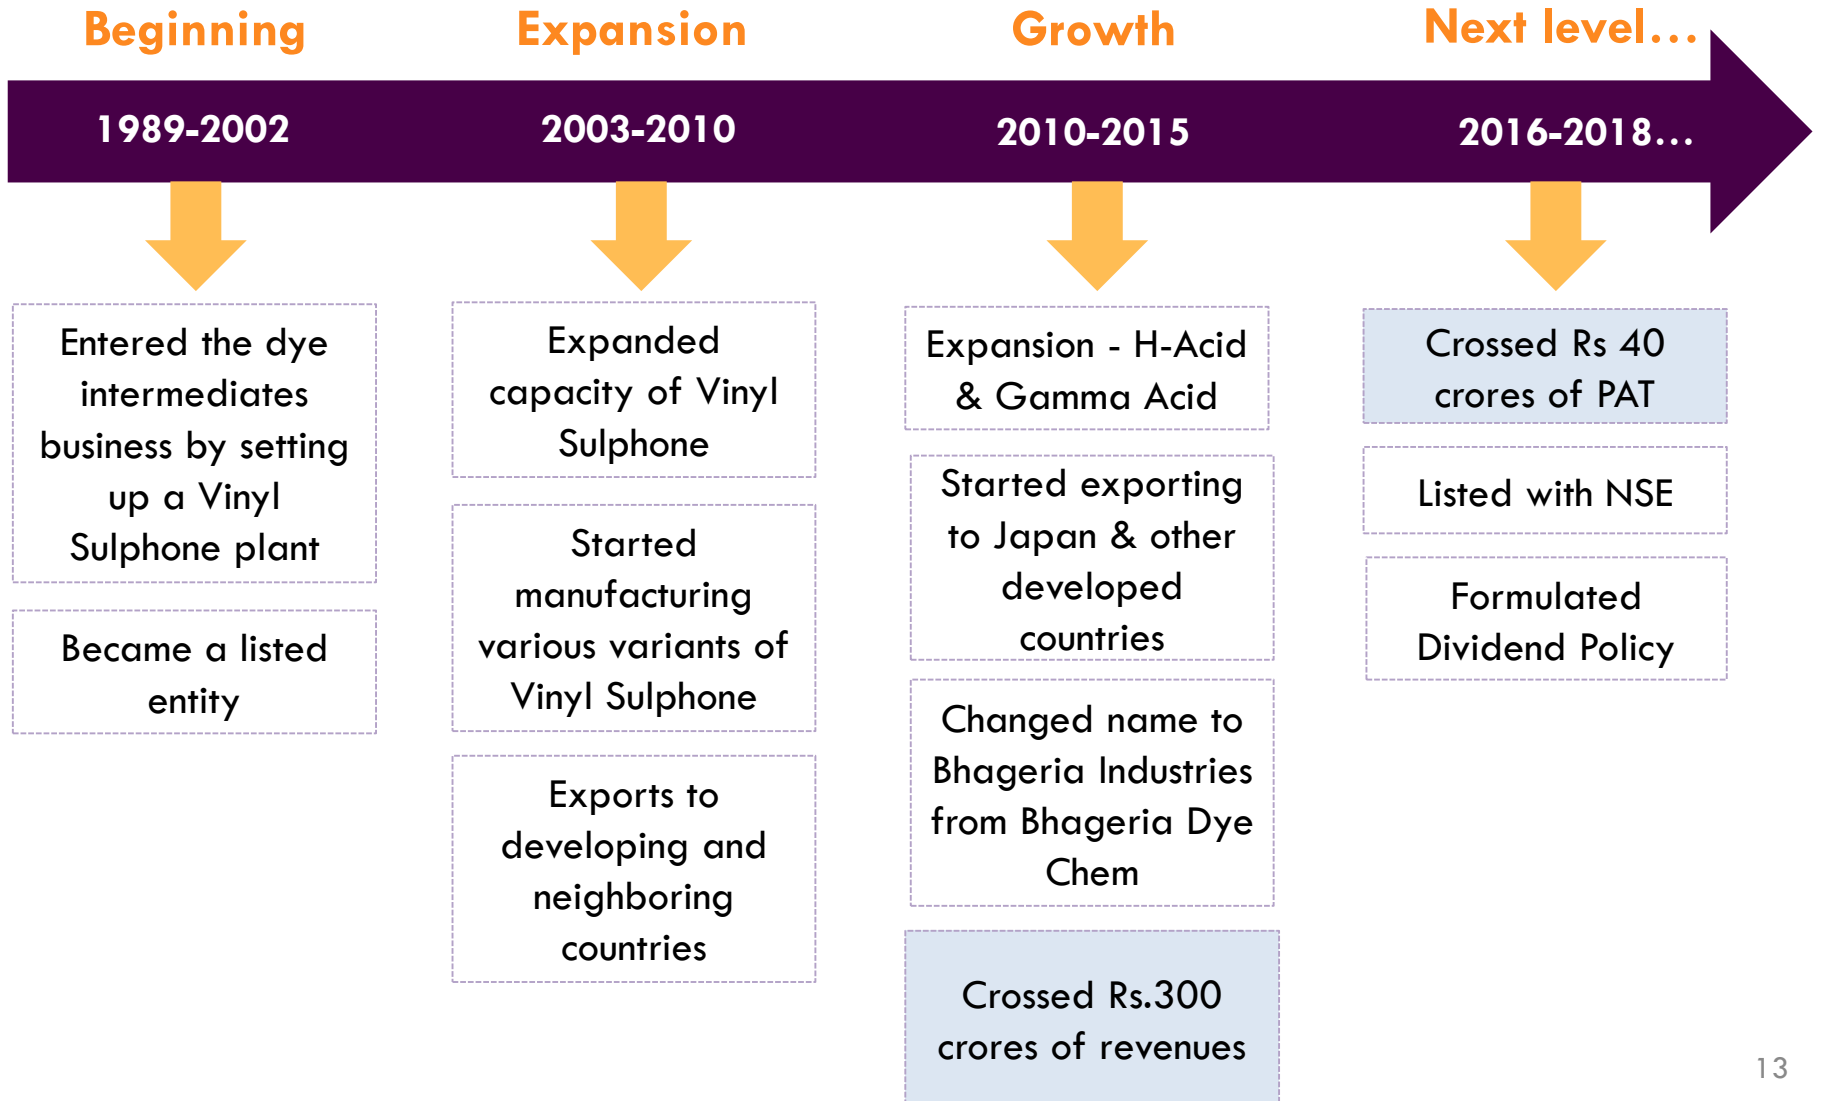 Beginning
Expansion
Growth
Next level...
1989-2002
2003-2010
2010-2015
2016-2018...
Entered the dye
intermediates
business by setting
up a Vinyl
Sulphone plant
Became a listed
entity
Expanded
capacity of Vinyl
Sulphone
Started
manufacturing
various variants of
Vinyl Sulphone
Exports to
developing and
neighboring
countries
Expansion - H-Acid
& Gamma Acid
Started exporting
to Japan & other
developed
countries
Changed name to
Bhageria Industries
from Bhageria Dye
Chem
Crossed Rs.300
crores of revenues
Crossed Rs 40
crores of PAT
Listed with NSE
Formulated
Dividend Policy
13